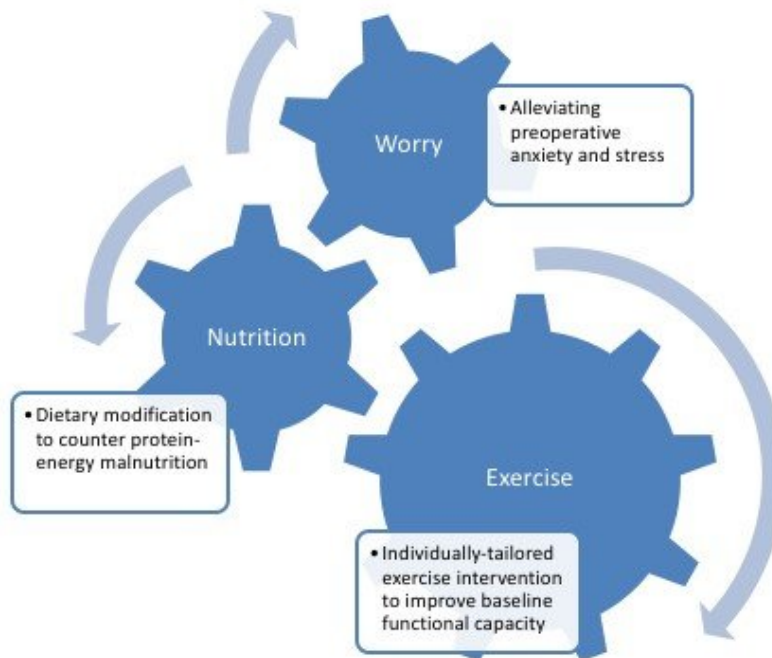 Worry
• Alleviating
preoperative
anxiety and stress
Nutrition
• Dietary modification
to counter protein-
energy malnutrition
Exercise
• Individually-tailored
exercise intervention
to improve baseline
functional capacity